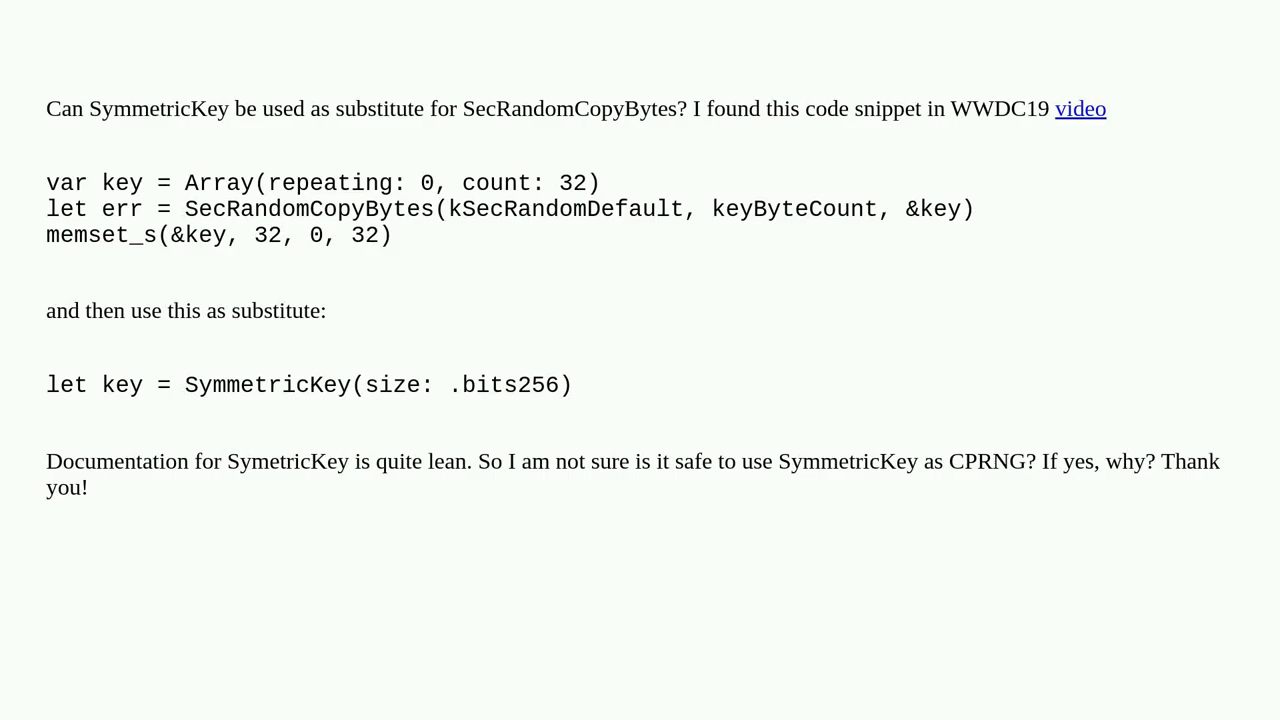 Can SymmetricKey be used as substitute for SecRandomCopyBytes? I found this code snippet in WWDC19 video
var key = Array(repeating: 0, count: 32)
let err = SecRandomCopyBytes(kSecRandomDefault, keyByteCount, &key)
memset_s(&key, 32, 0, 32)
and then use this as substitute:
let key = SymmetricKey(size: .bits256)
Documentation for SymetricKey is quite lean. So I am not sure is it safe to use SymmetricKey as CPRNG? If yes, why? Thank
you!